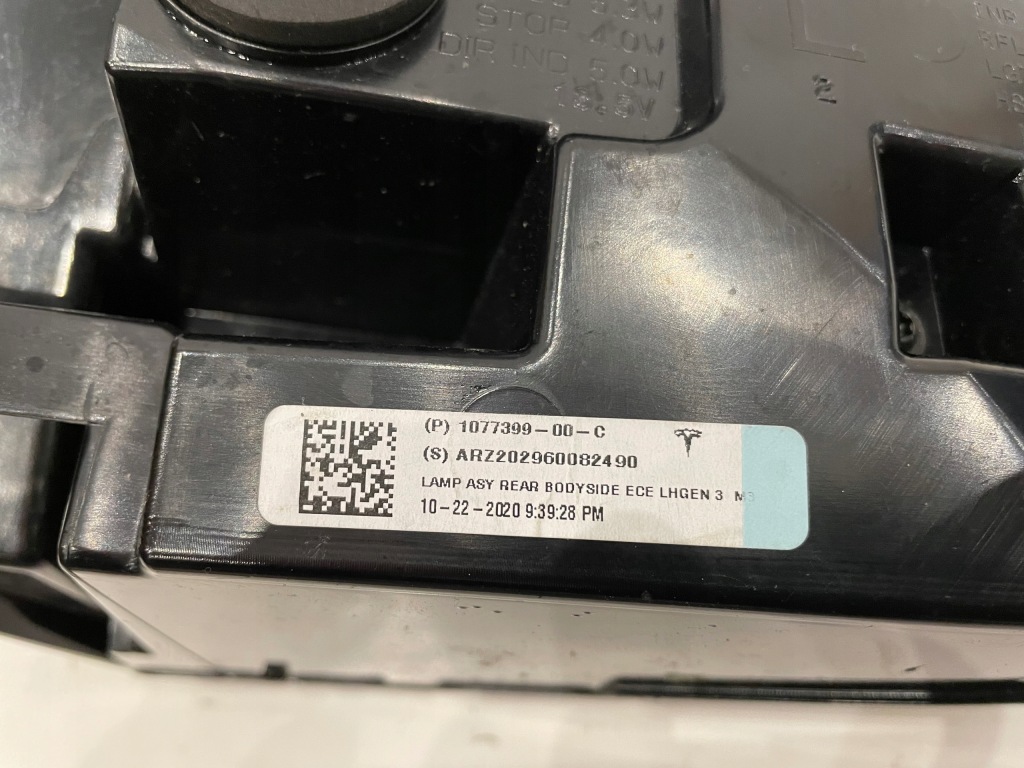 STOP 4.0W
DIR IND 5.0W
2
(P) 1077399-00-C
(S) ARZ202960082490
LAMP ASY REAR BODYSIDE ECE LHGEN 3 M3
10-22-2020 9:39:28 PM